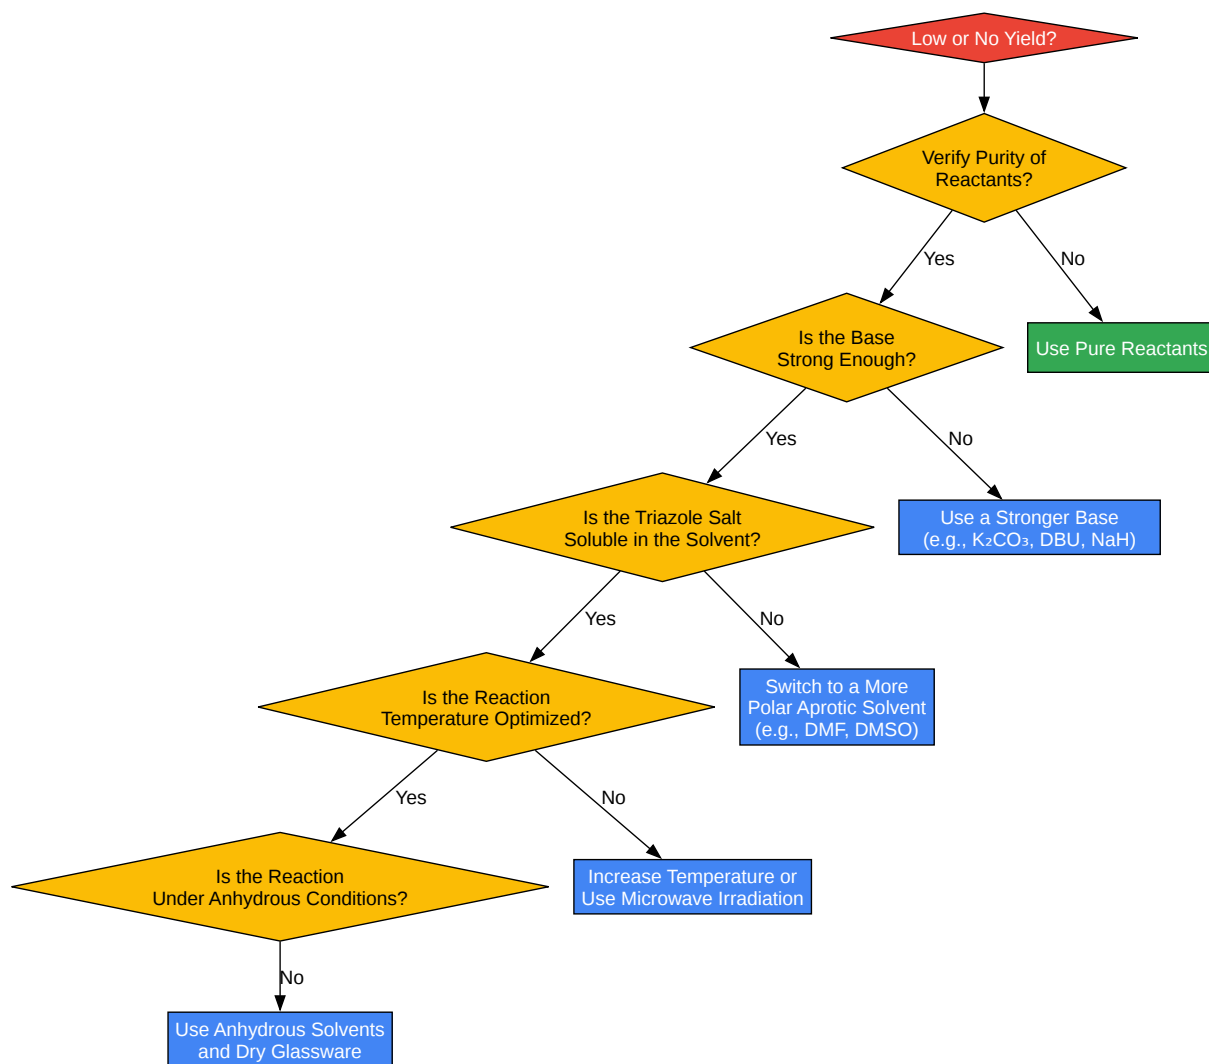 Low or No Yield?
Verify Purity of
Reactants?
Yes
No
Is the Base
Strong Enough?
Use Pure Reactants
Yes
No
Is the Triazole Salt
Soluble in the Solvent?
Use a Stronger Base
(e.g., K₂CO₃, DBU, NaH)
Yes
No
Is the Reaction
Temperature Optimized?
Switch to a More
Polar Aprotic Solvent
(e.g., DMF, DMSO)
Yes
No
Is the Reaction
Under Anhydrous Conditions?
Increase Temperature or
Use Microwave Irradiation
No
Use Anhydrous Solvents
and Dry Glassware